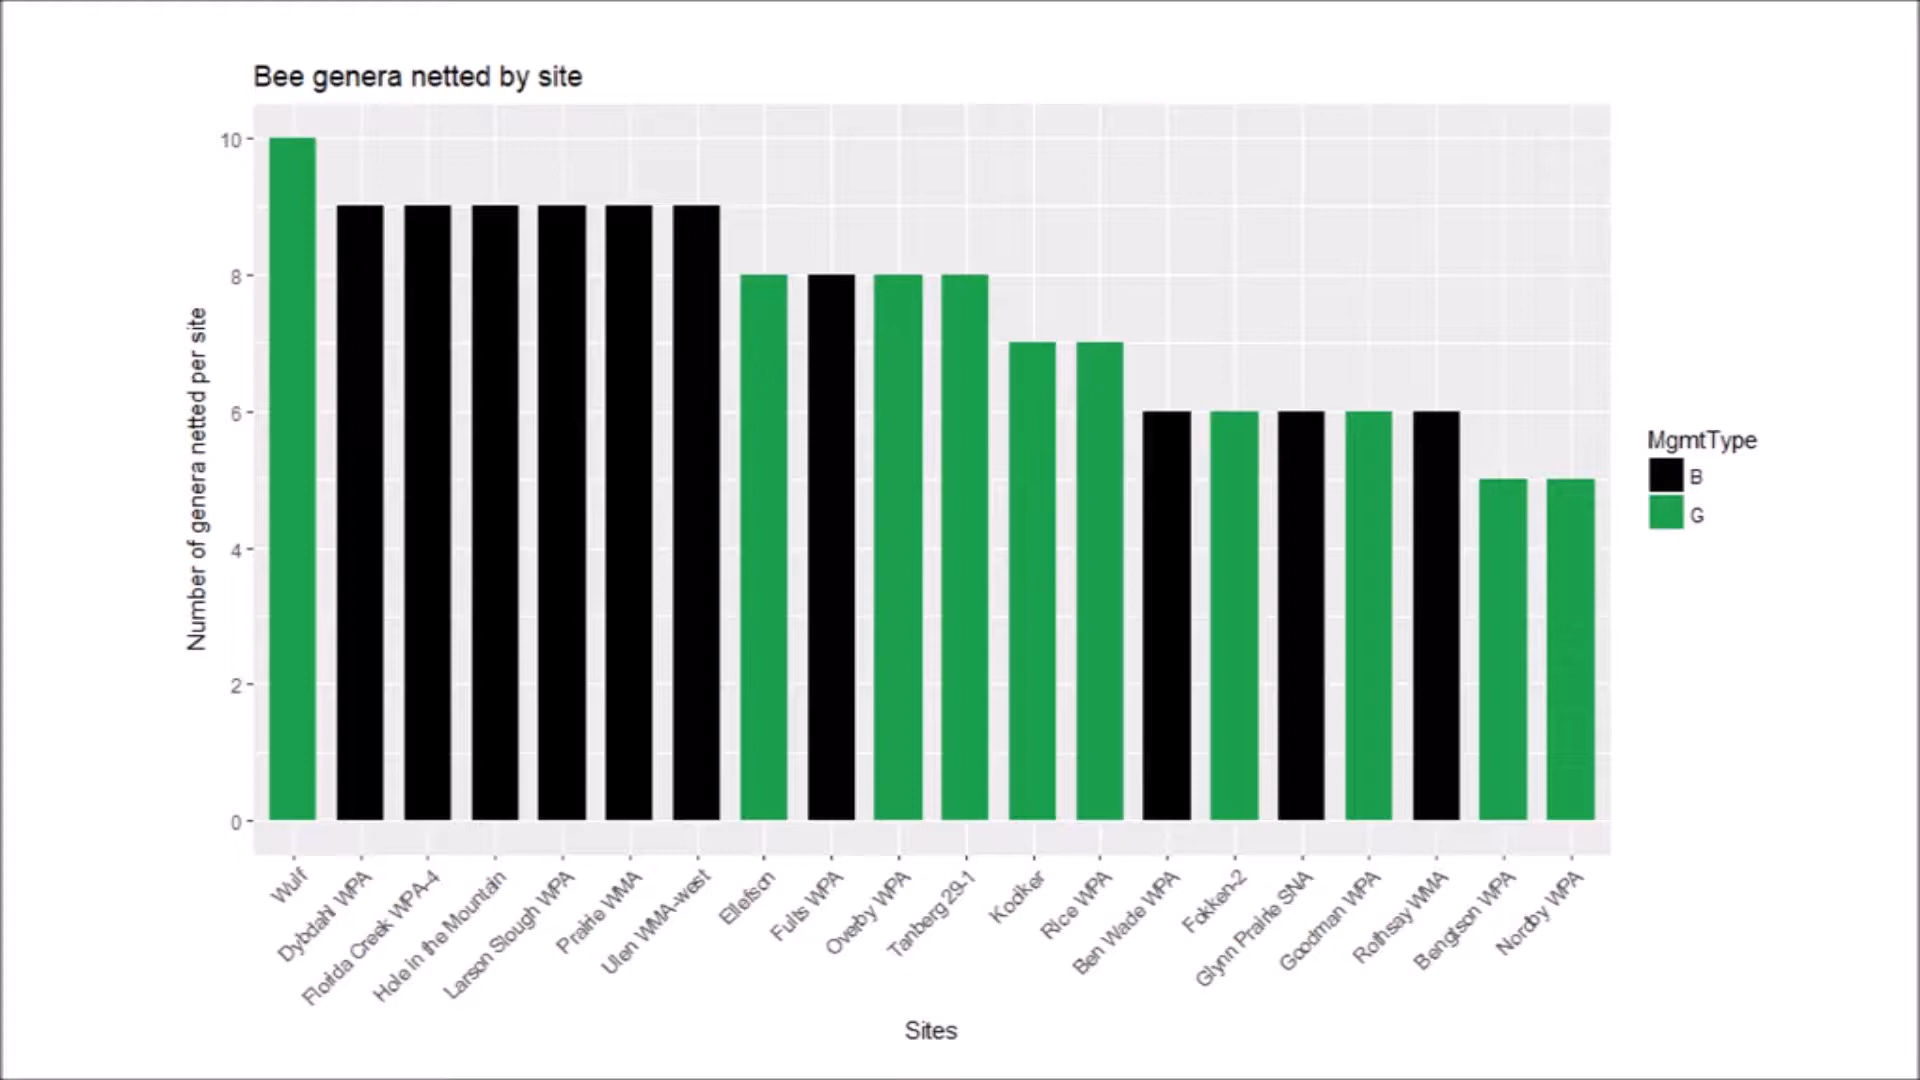 Bee genera netted by site
Number of genera netted per site
10
8
6
4
2
0
Wulf
Dybdahl WPA
Florida Creek WPA-4
Hole in the Mountain
Larson Slough WPA
Prairie WMA
Ulen WMA-west
Ellefson
Fults WPA
Overby WPA
Tanberg 29-1
Kodker
Rice WPA
Ben Wade WPA
Fokken-2
Glynn Prairie SNA
Goodman WPA
Rothsay WMA
Bengtson WPA
Nordby WPA
Sites
MgmtType
B
G